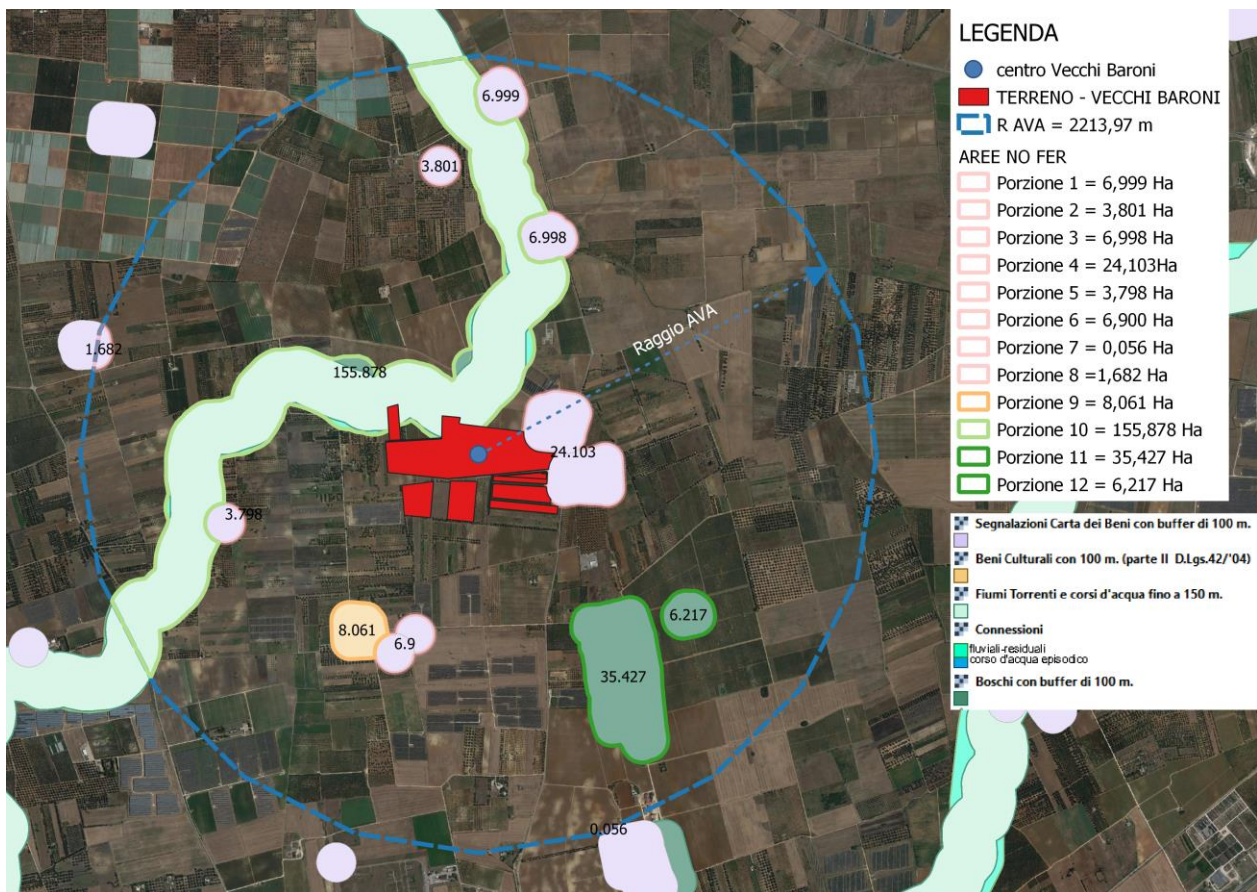 LEGENDA
centro Vecchi Baroni
TERRENO - VECCHI BARONI
R AVA = 2213,97 m
AREE NO FER
Porzione 1 = 6,999 Ha
Porzione 2 = 3,801 Ha
Porzione 3 = 6,998 Ha
Porzione 4 = 24,103Ha
Porzione 5 = 3,798 Ha
Porzione 6 = 6,900 Ha
Porzione 7 = 0,056 Ha
Porzione 8 =1,682 Ha
Porzione 9 = 8,061 Ha
Porzione 10 = 155,878 Ha
Porzione 11 = 35,427 Ha
Porzione 12 = 6,217 Ha
Segnalazioni Carta dei Beni con buffer di 100 m.
Beni Culturali con 100 m. (parte II D.Lgs.42/'04)
Fiumi Torrenti e corsi d'acqua fino a 150 m.
Connessioni
fluviali-residuali
corso d'acqua episodico
Boschi con buffer di 100 m.
6.999
3.801
6.998
Raggio AVA
1.682
155.878
24.103
3.798
8.061
6.9
6.217
35.427
0.056